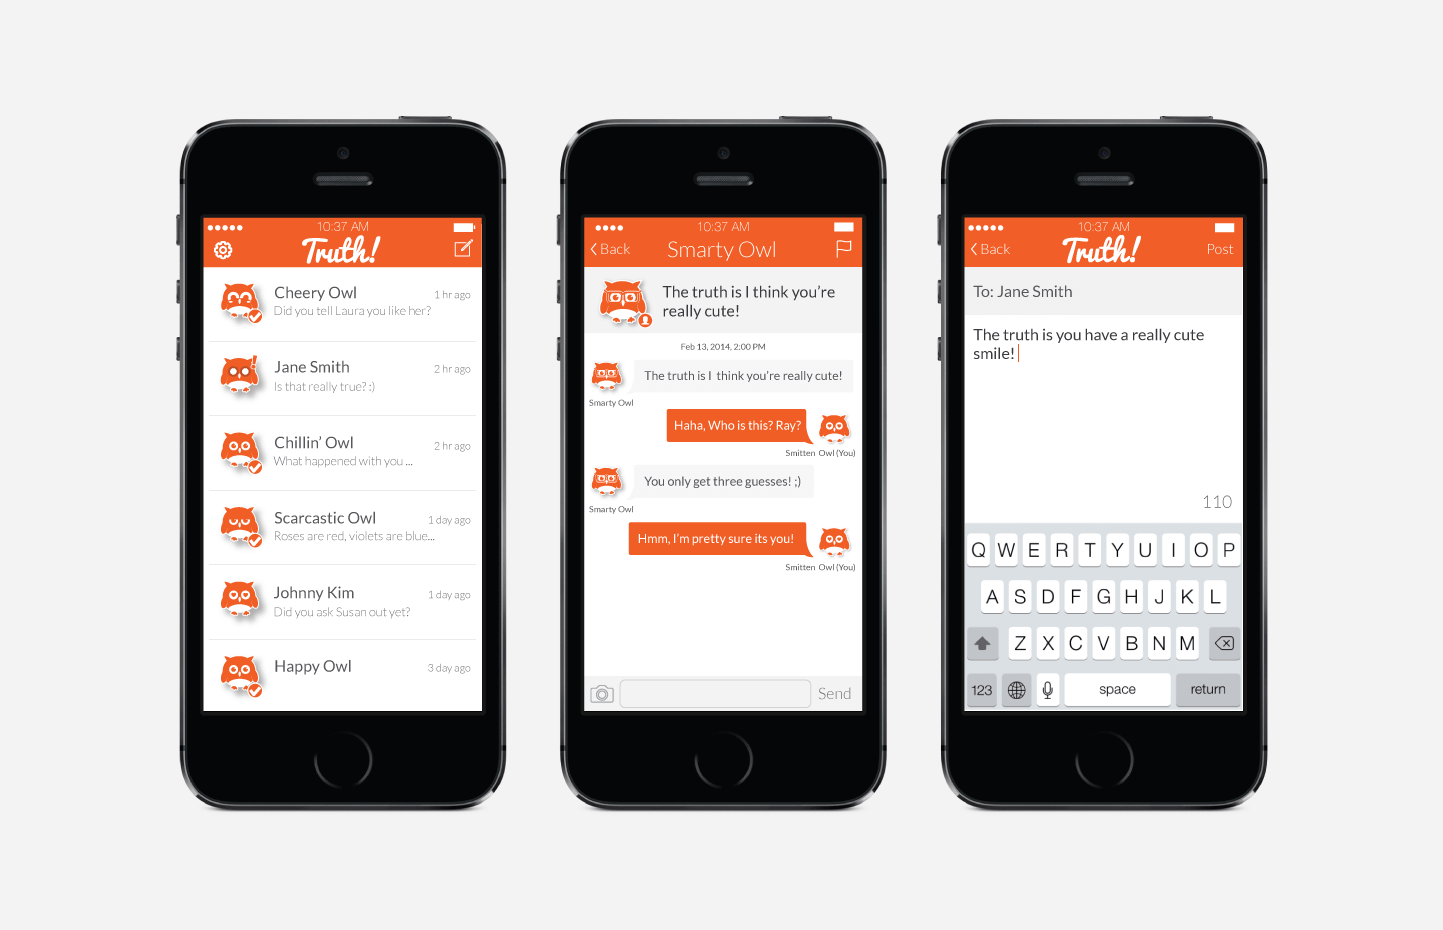 10:37 AM
Truth!
Cheery Owl
1 hr ago
Did you tell Laura you like her?
Jane Smith
2 hr ago
Is that really true? :)
Chillin' Owl
2 hr ago
What happened with you ...
Scarcastic Owl
1 day ago
Roses are red, violets are blue...
Johnny Kim
1 day ago
Did you ask Susan out yet?
Happy Owl
3 day ago
10:37 AM
Back
Smarty Owl
The truth is I think you're
really cute!
Feb 13, 2014, 2:00 PM
The truth is I think you're really cute!
Smarty Owl
Haha, Who is this? Ray?
Smitten Owl (You)
You only get three guesses! ;)
Smarty Owl
Hmm, I'm pretty sure its you!
Smitten Owl (You)
Send
10:37 AM
Back
Truth!
Post
To: Jane Smith
The truth is you have a really cute
smile!
110
Q W E R T Y U I O P
A S D F G H J K L
Z X C V B N M
123 space return